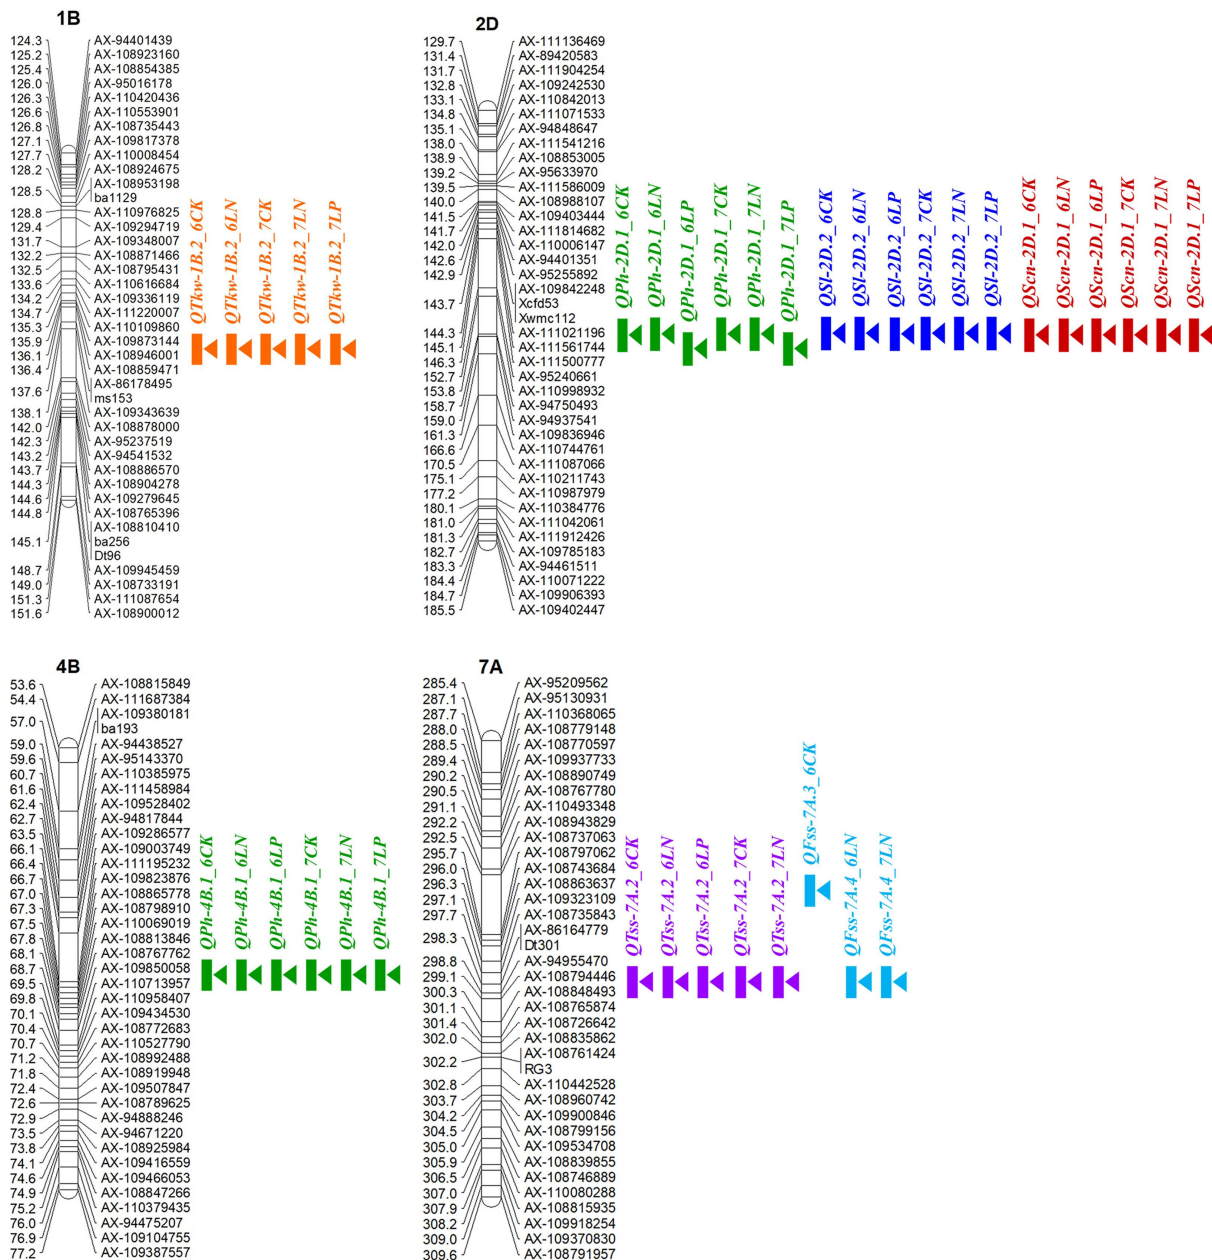 1B
124.3 AX-94401439
125.2 AX-108923160
125.4 AX-108854385
126.0 AX-95016178
126.3 AX-110420436
126.6 AX-110553901
126.8 AX-108735443
127.1 AX-109817378
127.7 AX-110008454
128.2 AX-108924675
AX-108953198
128.5
ba1129
128.8 AX-110976825
129.4 AX-109294719
131.7 AX-109348007
132.2 AX-108871466
132.5 AX-108795431
133.6 AX-110616684
134.2 AX-109336119
134.7 AX-111220007
135.3 AX-110109860
135.9 AX-109873144
136.1 AX-108946001
136.4 AX-108859471
AX-86178495
137.6
ms153
138.1 AX-109343639
142.0 AX-108878000
142.3 AX-95237519
143.2 AX-94541532
143.7 AX-108886570
144.3 AX-108904278
144.6 AX-109279645
144.8 AX-108765396
AX-108810410
145.1 ba256
Dt96
148.7 AX-109945459
149.0 AX-108733191
151.3 AX-111087654
151.6 AX-108900012
QTkw-1B.2_6CK
QTkw-1B.2_6LN
QTkw-1B.2_7CK
QTkw-1B.2_7LN
QTkw-1B.2_7LP
2D
129.7 AX-111136469
131.4 AX-89420583
131.7 AX-111904254
132.8 AX-109242530
133.1 AX-110842013
134.8 AX-111071533
135.1 AX-94848647
138.0 AX-111541216
138.9 AX-108853005
139.2 AX-95633970
139.5 AX-111586009
140.0 AX-108988107
141.5 AX-109403444
141.7 AX-111814682
142.0 AX-110006147
142.6 AX-94401351
142.9 AX-95255892
AX-109842248
143.7 Xcfd53
Xwmc112
144.3 AX-111021196
145.1 AX-111561744
146.3 AX-111500777
152.7 AX-95240661
153.8 AX-110998932
158.7 AX-94750493
159.0 AX-94937541
161.3 AX-109836946
166.6 AX-110744761
170.5 AX-111087066
175.1 AX-110211743
177.2 AX-110987979
180.1 AX-110384776
181.0 AX-111042061
181.3 AX-111912426
182.7 AX-109785183
183.3 AX-94461511
184.4 AX-110071222
184.7 AX-109906393
185.5 AX-109402447
QPh-2D.1_6CK
QPh-2D.1_6LN
QPh-2D.1_6LP
QPh-2D.1_7CK
QPh-2D.1_7LN
QPh-2D.1_7LP
QSl-2D.2_6CK
QSl-2D.2_6LN
QSl-2D.2_6LP
QSl-2D.2_7CK
QSl-2D.2_7LN
QSl-2D.2_7LP
QScn-2D.1_6CK
QScn-2D.1_6LN
QScn-2D.1_6LP
QScn-2D.1_7CK
QScn-2D.1_7LN
QScn-2D.1_7LP
4B
53.6 AX-108815849
54.4 AX-111687384
AX-109380181
57.0
ba193
59.0 AX-94438527
59.6 AX-95143370
60.7 AX-110385975
61.6 AX-111458984
62.4 AX-109528402
62.7 AX-94817844
63.5 AX-109286577
66.1 AX-109003749
66.4 AX-111195232
66.7 AX-109823876
67.0 AX-108865778
67.3 AX-108798910
67.5 AX-110069019
67.8 AX-108813846
68.1 AX-108767762
68.7 AX-109850058
69.5 AX-110713957
69.8 AX-110958407
70.1 AX-109434530
70.4 AX-108772683
70.7 AX-110527790
71.2 AX-108992488
71.8 AX-108919948
72.4 AX-109507847
72.6 AX-108789625
72.9 AX-94888246
73.5 AX-94671220
73.8 AX-108925984
74.1 AX-109416559
74.6 AX-109466053
74.9 AX-108847266
75.2 AX-110379435
76.0 AX-94475207
76.9 AX-109104755
77.2 AX-109387557
QPh-4B.1_6CK
QPh-4B.1_6LN
QPh-4B.1_6LP
QPh-4B.1_7CK
QPh-4B.1_7LN
QPh-4B.1_7LP
7A
285.4 AX-95209562
287.1 AX-95130931
287.7 AX-110368065
288.0 AX-108779148
288.5 AX-108770597
289.4 AX-109937733
290.2 AX-108890749
290.5 AX-108767780
291.1 AX-110493348
292.2 AX-108943829
292.5 AX-108737063
295.7 AX-108797062
296.0 AX-108743684
296.3 AX-108863637
297.1 AX-109323109
297.7 AX-108735843
AX-86164779
298.3
Dt301
298.8 AX-94955470
299.1 AX-108794446
300.3 AX-108848493
301.1 AX-108765874
301.4 AX-108726642
302.0 AX-108835862
AX-108761424
302.2
RG3
302.8 AX-110442528
303.7 AX-108960742
304.2 AX-109900846
304.5 AX-108799156
305.0 AX-109534708
305.9 AX-108839855
306.5 AX-108746889
307.0 AX-110080288
307.9 AX-108815935
308.2 AX-109918254
309.0 AX-109370830
309.6 AX-108791957
QTss-7A.2_6CK
QTss-7A.2_6LN
QTss-7A.2_6LP
QTss-7A.2_7CK
QTss-7A.2_7LN
QFss-7A.3_6CK
QFss-7A.4_6LN
QFss-7A.4_7LN